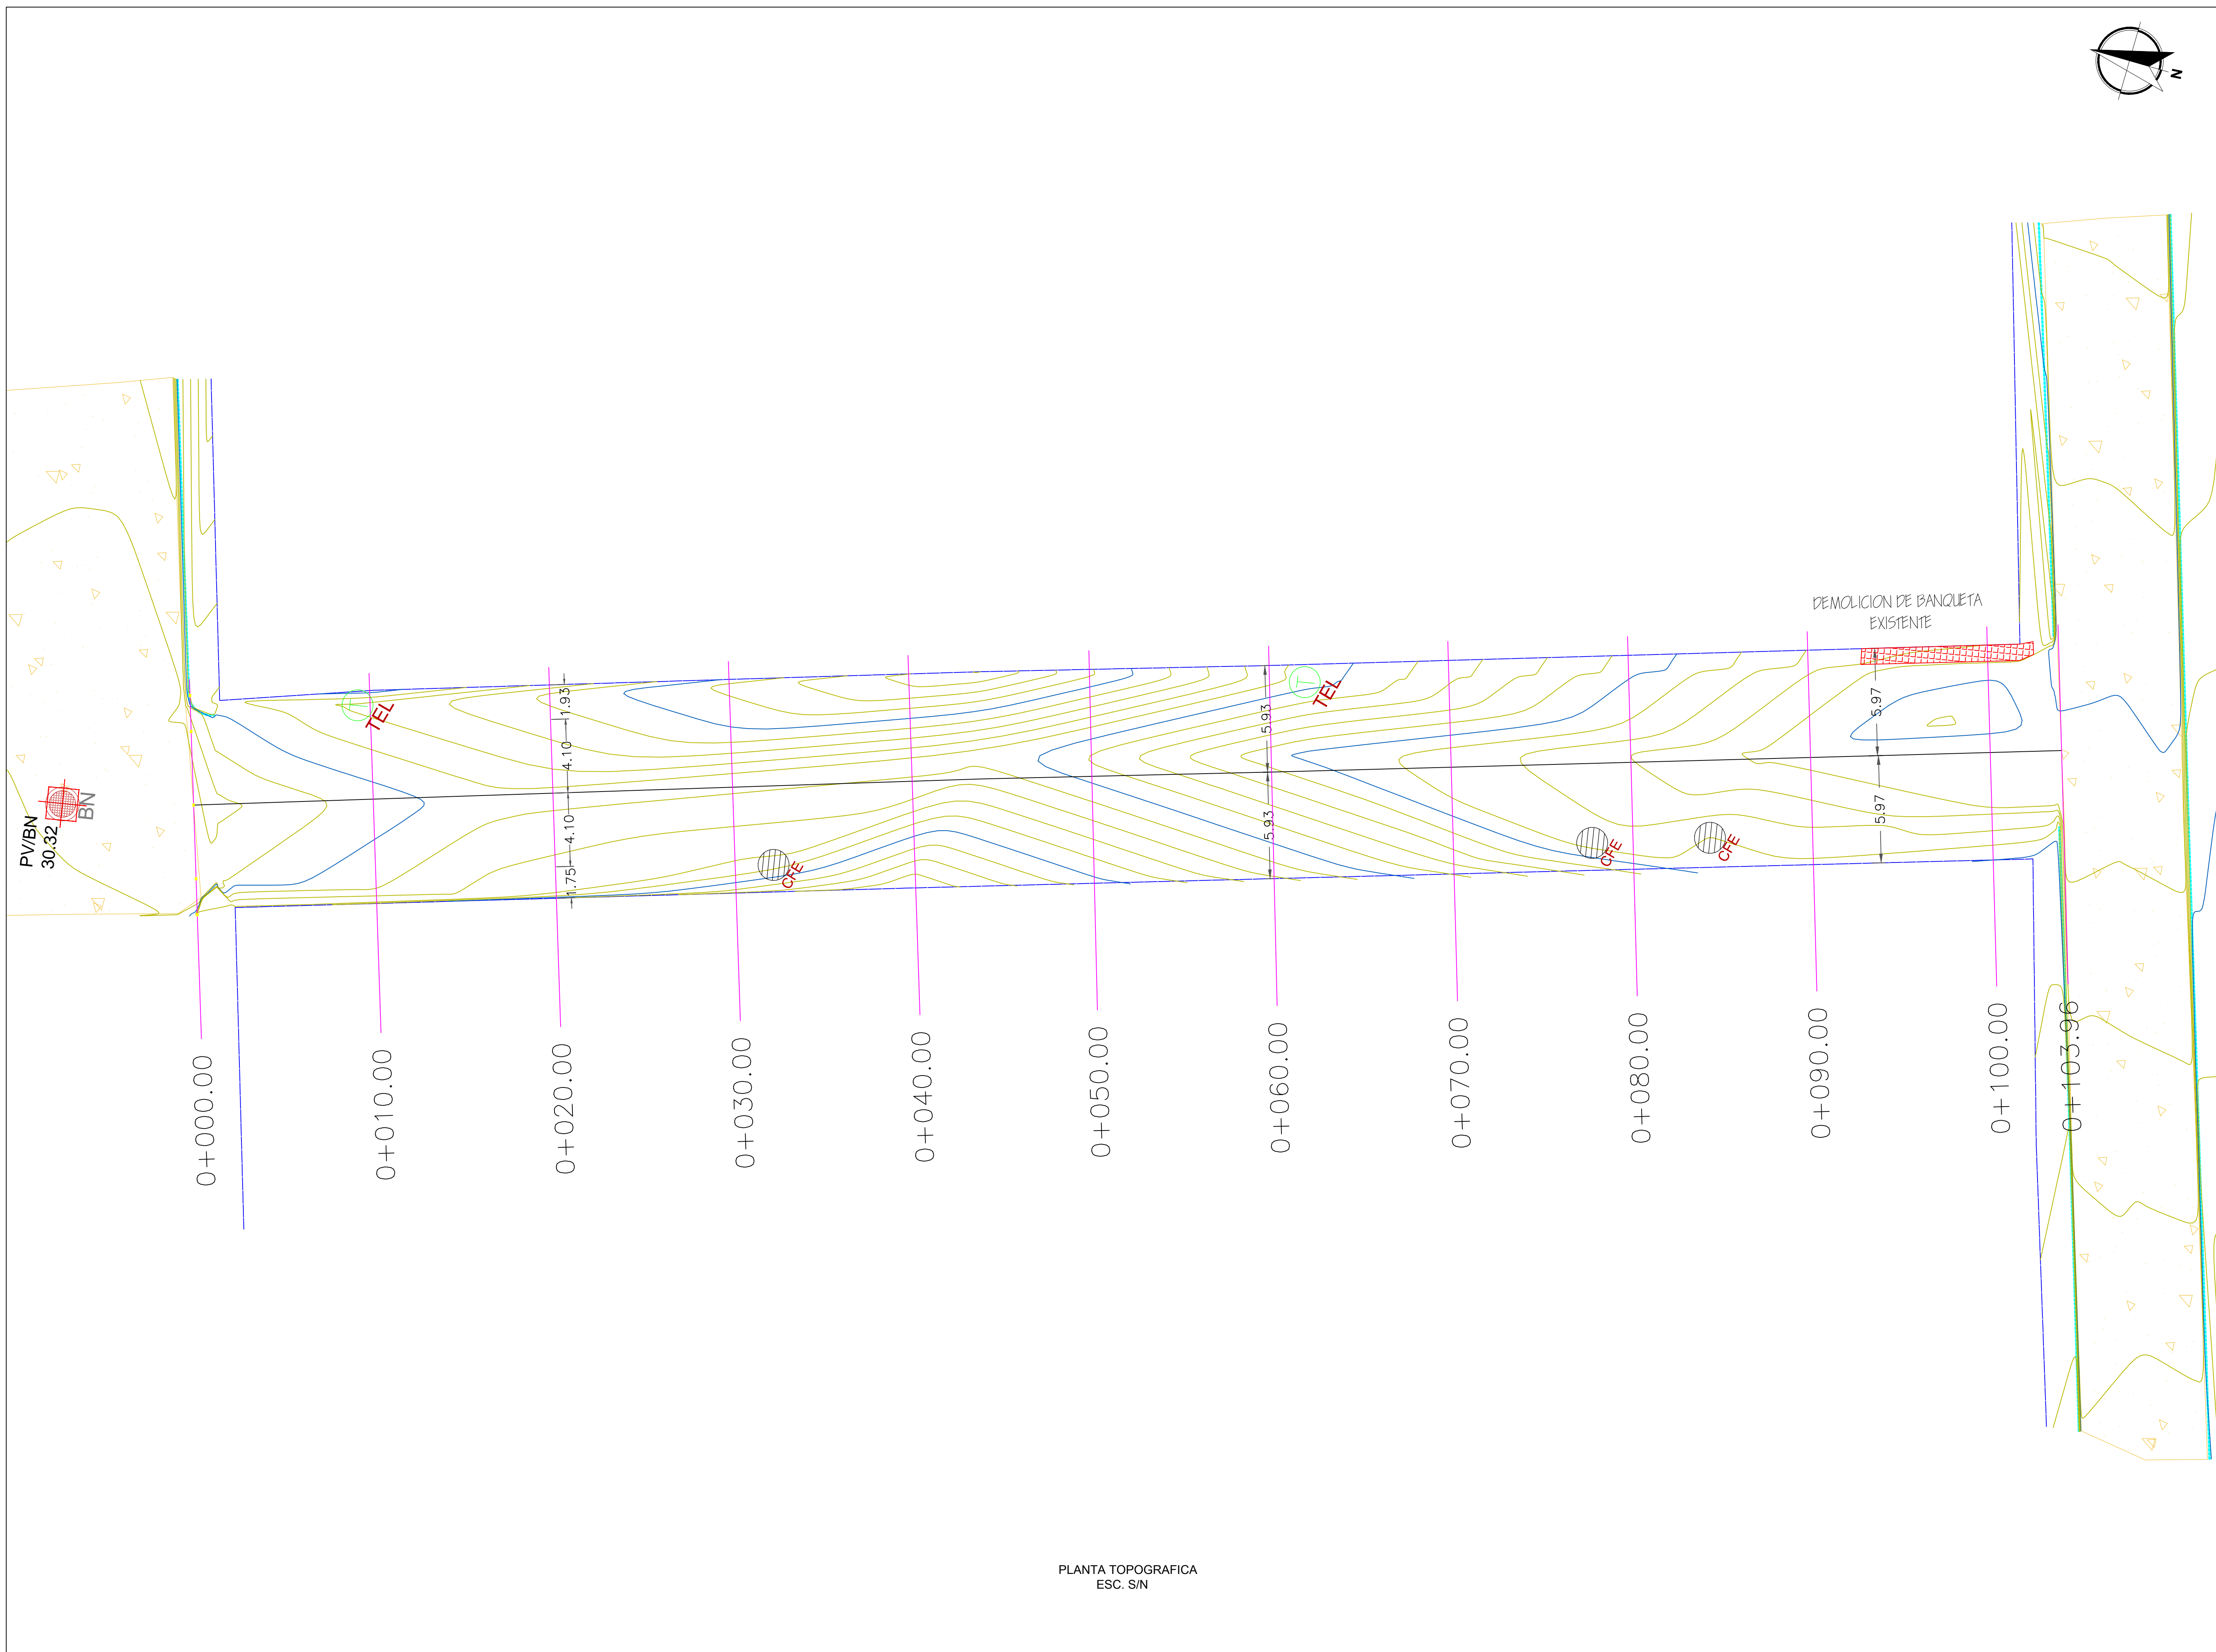 N
DEMOLICION DE BANQUETA
EXISTENTE
TEL
TEL
1.93
4.10
4.10
1.75
5.93
5.93
5.97
5.97
PV/BN
30.32
BN
CFE
CFE
CFE
0+000.00
0+010.00
0+020.00
0+030.00
0+040.00
0+050.00
0+060.00
0+070.00
0+080.00
0+090.00
0+100.00
0+103.96
PLANTA TOPOGRAFICA
ESC. S/N